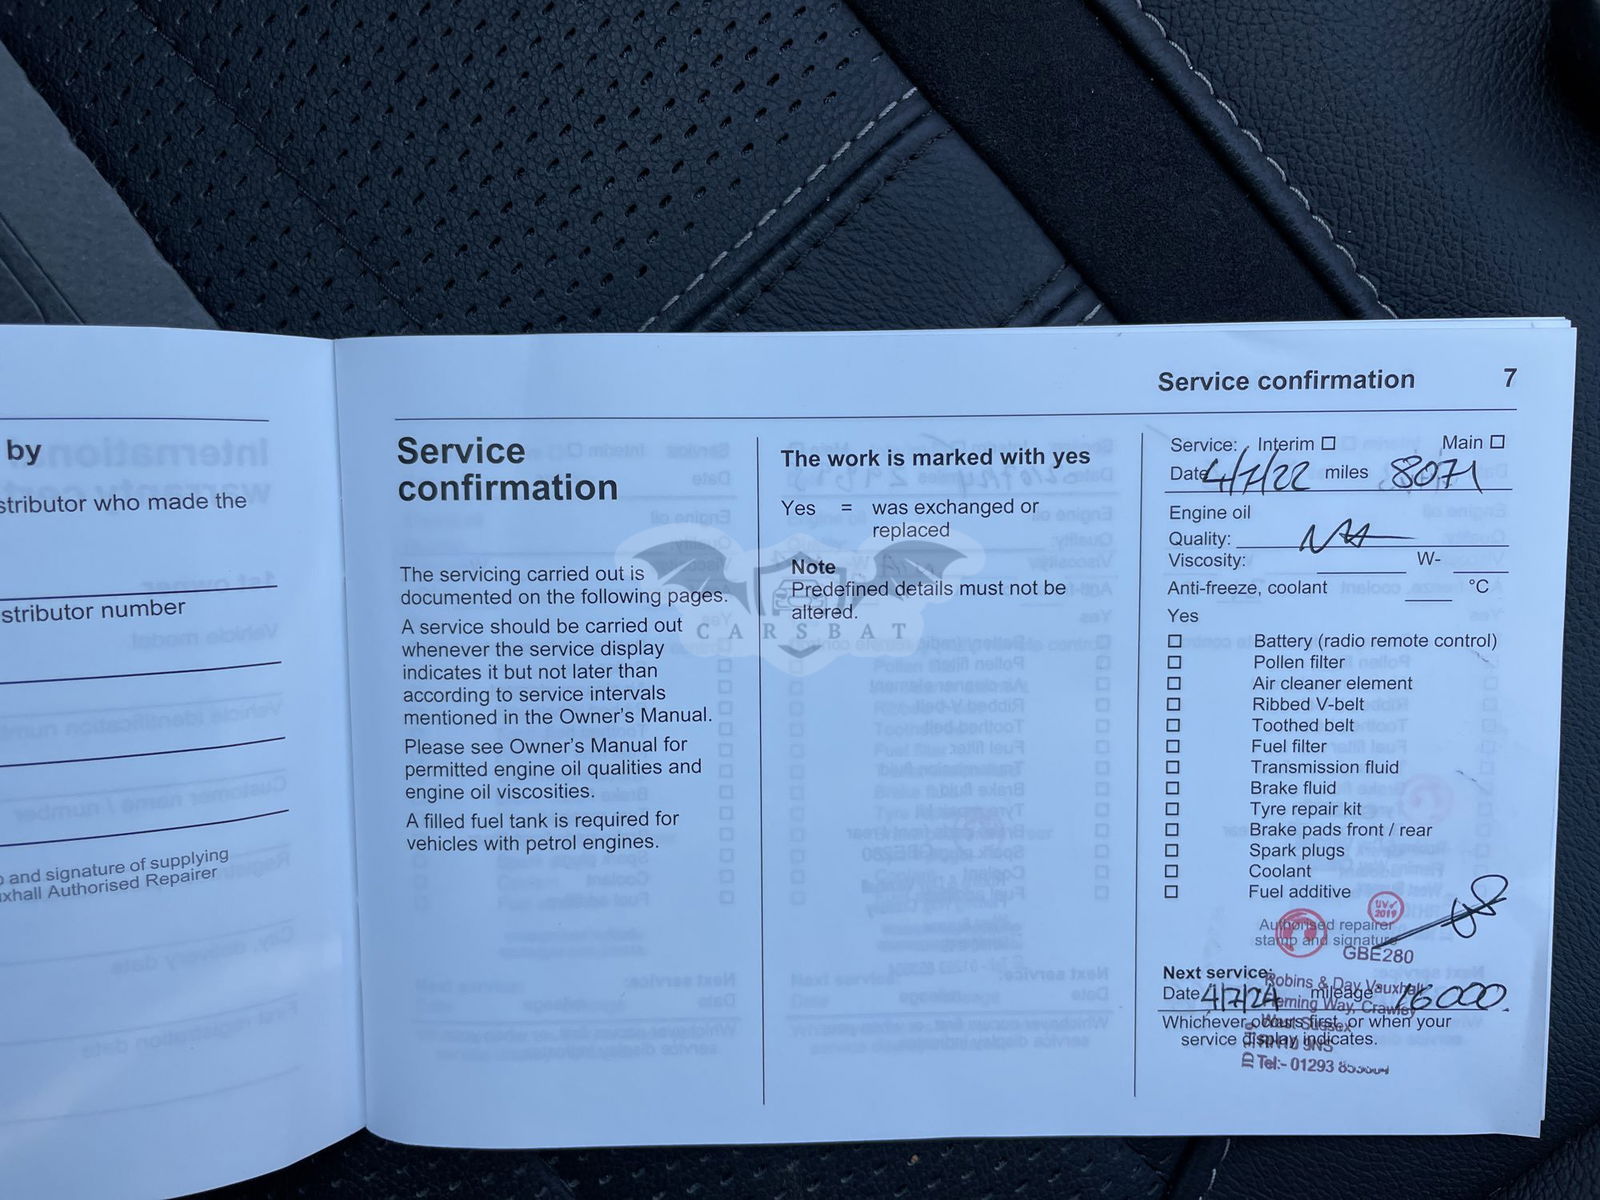 by
stributor who made the
stributor number
and signature of supplying
uxhall Authorised Repairer
Service confirmation 7
Service
confirmation
The servicing carried out is
documented on the following pages.
A service should be carried out
whenever the service display
indicates it but not later than
according to service intervals
mentioned in the Owner's Manual.
Please see Owner's Manual for
permitted engine oil qualities and
engine oil viscosities.
A filled fuel tank is required for
vehicles with petrol engines.
The work is marked with yes
Yes = was exchanged or
replaced
Note
Predefined details must not be
altered.
CARSBAT
Service: Interim ☐ Main ☐
Date 4/7/22 miles 8071
Engine oil
Quality: NA
Viscosity: W-
Anti-freeze, coolant °C
Yes
☐ Battery (radio remote control)
☐ Pollen filter
☐ Air cleaner element
☐ Ribbed V-belt
☐ Toothed belt
☐ Fuel filter
☐ Transmission fluid
☐ Brake fluid
☐ Tyre repair kit
☐ Brake pads front / rear
☐ Spark plugs
☐ Coolant
☐ Fuel additive
UV✓
2019
Authorised repairer
stamp and signature
GBE280
Next service:
Robins & Day Vauxhall
Date 4/7/24 mileage 16000
Fleming Way, Crawley
West Sussex
Whichever occurs first, or when your
service display indicates.
RH10 9NS
Tel:- 01293